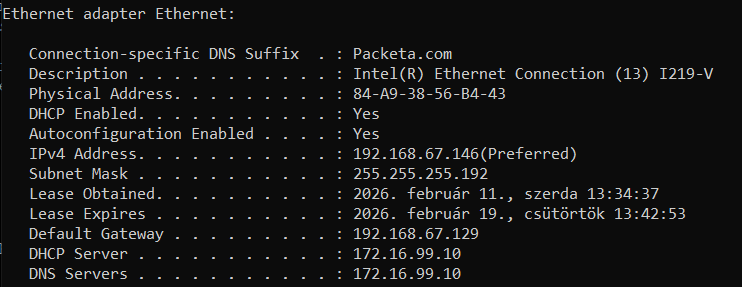 Ethernet adapter Ethernet:
Connection-specific DNS Suffix  . : Packeta.com
Description . . . . . . . . . . . : Intel(R) Ethernet Connection (13) I219-V
Physical Address. . . . . . . . . : 84-A9-38-56-B4-43
DHCP Enabled. . . . . . . . . . . : Yes
Autoconfiguration Enabled . . . . : Yes
IPv4 Address. . . . . . . . . . . : 192.168.67.146(Preferred)
Subnet Mask . . . . . . . . . . . : 255.255.255.192
Lease Obtained. . . . . . . . . . : 2026. február 11., szerda 13:34:37
Lease Expires . . . . . . . . . . : 2026. február 19., csütörtök 13:42:53
Default Gateway . . . . . . . . . : 192.168.67.129
DHCP Server . . . . . . . . . . . : 172.16.99.10
DNS Servers . . . . . . . . . . . : 172.16.99.10